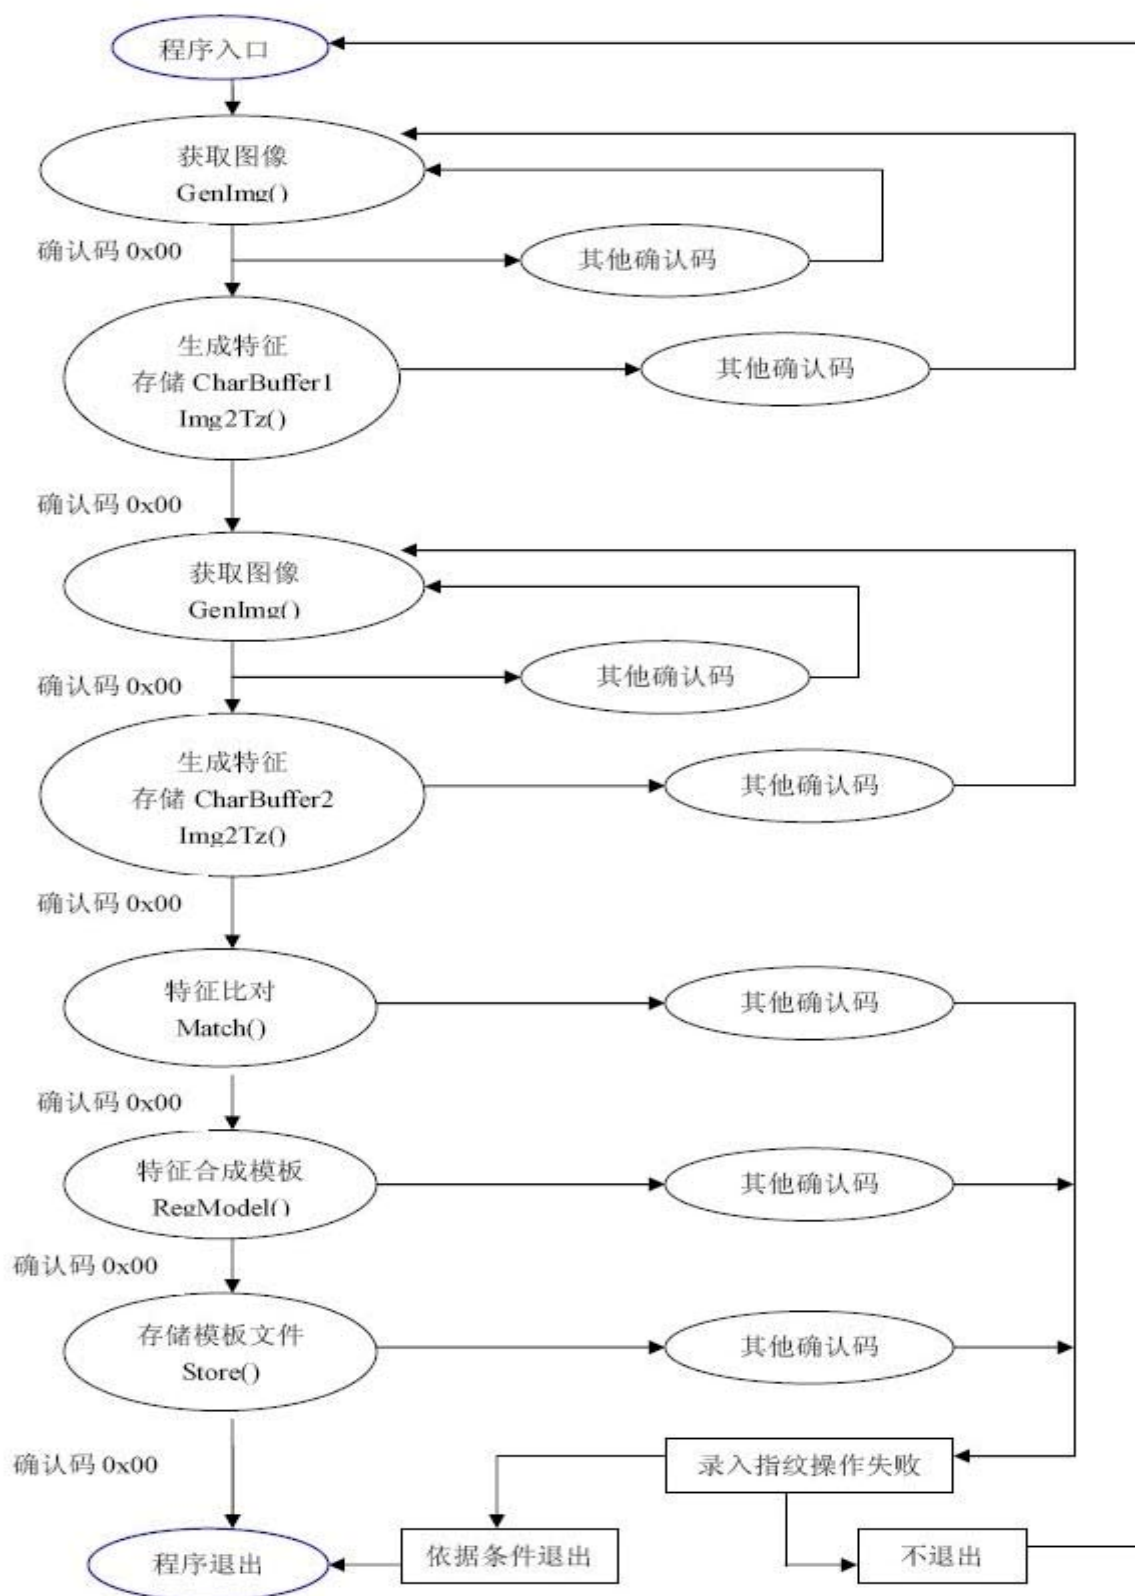 程序入口
获取图像
GenImg()
确认码 0x00
其他确认码
生成特征
存储 CharBuffer1
Img2Tz()
其他确认码
确认码 0x00
获取图像
GenImg()
确认码 0x00
其他确认码
生成特征
存储 CharBuffer2
Img2Tz()
其他确认码
确认码 0x00
特征比对
Match()
其他确认码
确认码 0x00
特征合成模板
RegModel()
其他确认码
确认码 0x00
存储模板文件
Store()
其他确认码
确认码 0x00
录入指纹操作失败
程序退出
依据条件退出
不退出